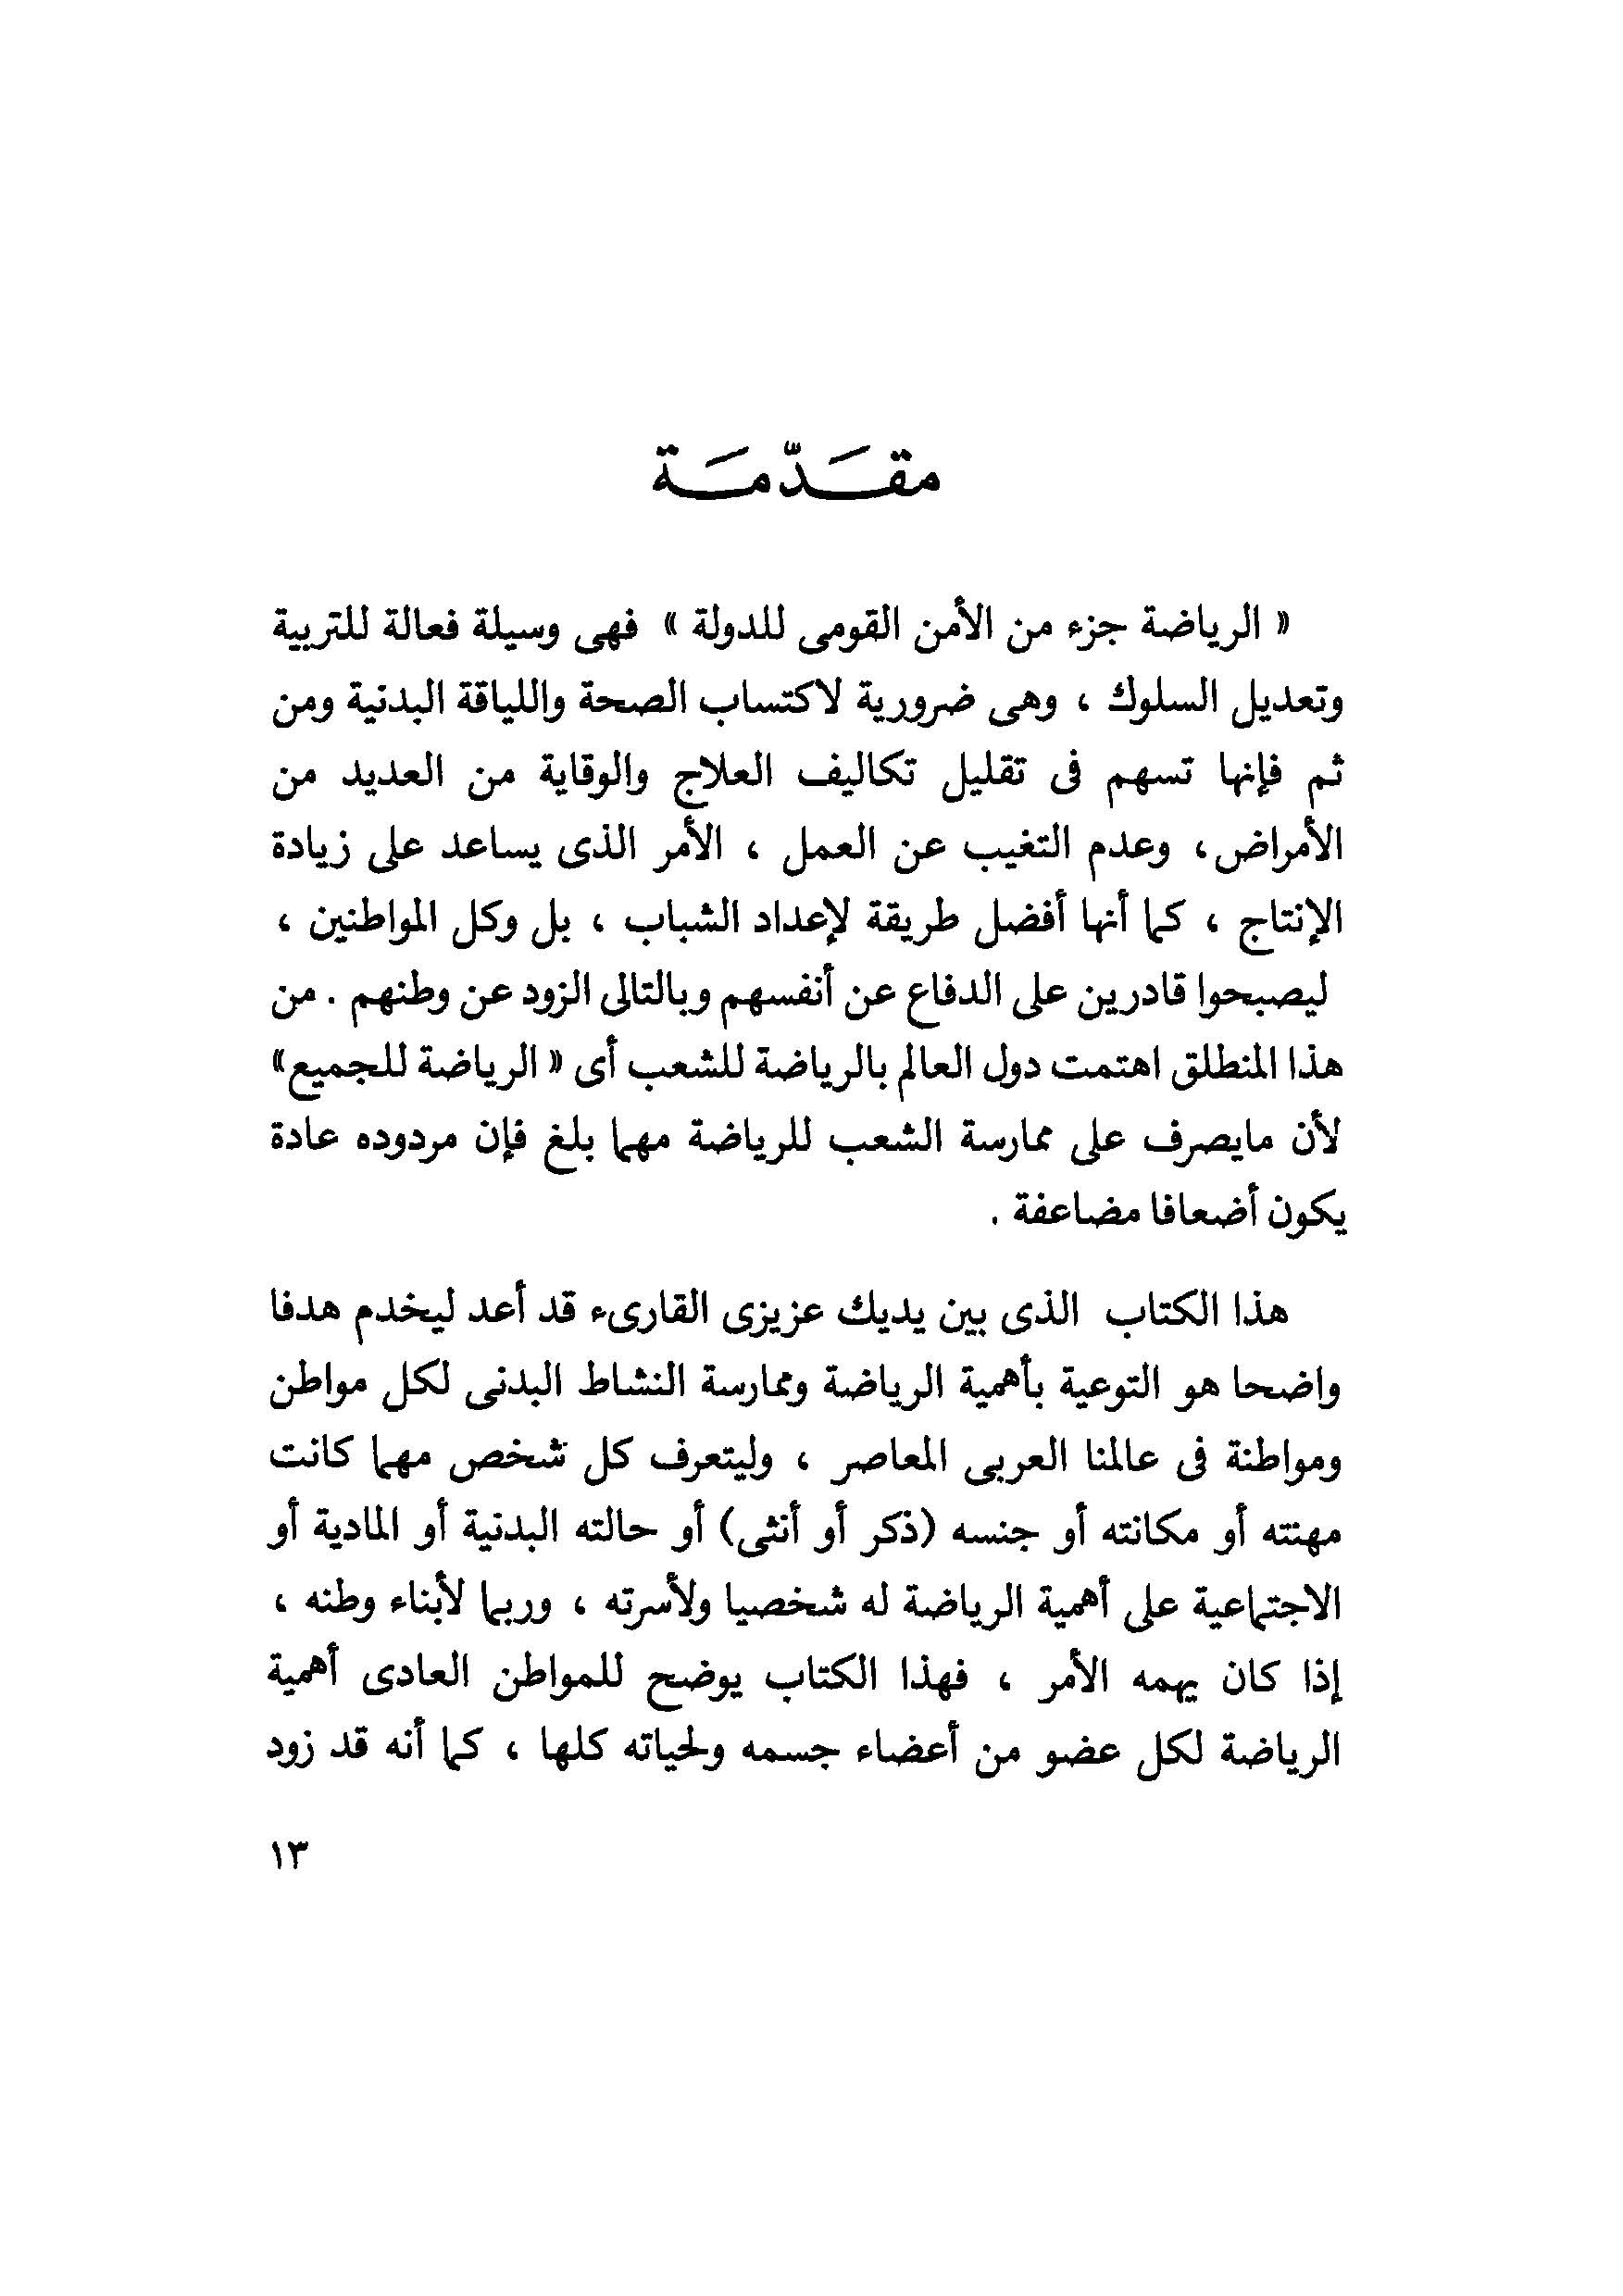 مقَـدّمَـة
« الرياضة جزء من الأمن القومى للدولة » فهى وسيلة فعالة للتربية
وتعديل السلوك ، وهى ضرورية لاكتساب الصحة واللياقة البدنية ومن
ثم فإنها تسهم فى تقليل تكاليف العلاج والوقاية من العديد من
الأمراض ، وعدم التغيب عن العمل ، الأمر الذى يساعد على زيادة
الإنتاج ، كما أنها أفضل طريقة لإعداد الشباب ، بل وكل المواطنين ،
ليصبحوا قادرين على الدفاع عن أنفسهم وبالتالى الزود عن وطنهم . من
هذا المنطلق اهتمت دول العالم بالرياضة للشعب أى « الرياضة للجميع»
لأن مايصرف على ممارسة الشعب للرياضة مهما بلغ فإن مردوده عادة
يكون أضعافا مضاعفة .
هذا الكتاب الذى بين يديك عزيزى القارىء قد أعد ليخدم هدفا
واضحا هو التوعية بأهمية الرياضة وممارسة النشاط البدنى لكل مواطن
ومواطنة فى عالمنا العربى المعاصر ، وليتعرف كل شخص مهما كانت
مهنته أو مكانته أو جنسه (ذكر أو أنثى) أو حالته البدنية أو المادية أو
الاجتماعية على أهمية الرياضة له شخصيا ولأسرته ، وربما لأبناء وطنه ،
إذا كان يهمه الأمر ، فهذا الكتاب يوضح للمواطن العادى أهمية
الرياضة لكل عضو من أعضاء جسمه ولحياته كلها ، كما أنه قد زود
١٣